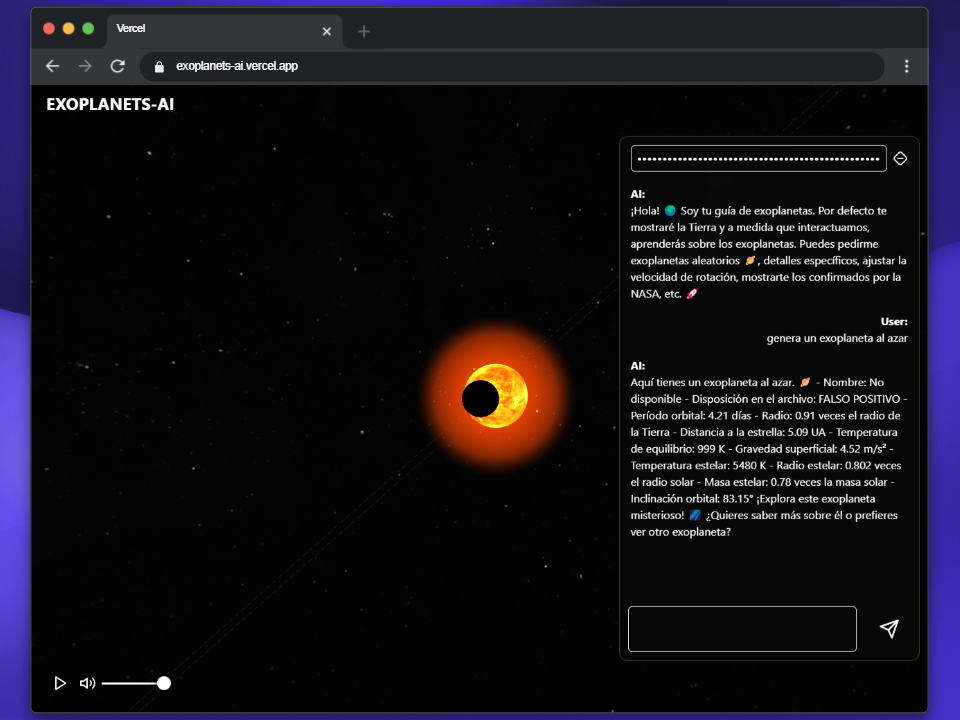 Vercel
exoplanets-ai.vercel.app
EXOPLANETS-AI
AI:
¡Hola! 🌍 Soy tu guía de exoplanetas. Por defecto te
mostraré la Tierra y a medida que interactuamos,
aprenderás sobre los exoplanetas. Puedes pedirme
exoplanetas aleatorios 🪐, detalles específicos, ajustar la
velocidad de rotación, mostrarte los confirmados por la
NASA, etc. 🚀
User:
genera un exoplaneta al azar
AI:
Aquí tienes un exoplaneta al azar. 🪐 - Nombre: No
disponible - Disposición en el archivo: FALSO POSITIVO -
Período orbital: 4.21 días - Radio: 0.91 veces el radio de
la Tierra - Distancia a la estrella: 5.09 UA - Temperatura
de equilibrio: 999 K - Gravedad superficial: 4.52 m/s² -
Temperatura estelar: 5480 K - Radio estelar: 0.802 veces
el radio solar - Masa estelar: 0.78 veces la masa solar -
Inclinación orbital: 83.15° ¡Explora este exoplaneta
misterioso! 🌌 ¿Quieres saber más sobre él o prefieres
ver otro exoplaneta?